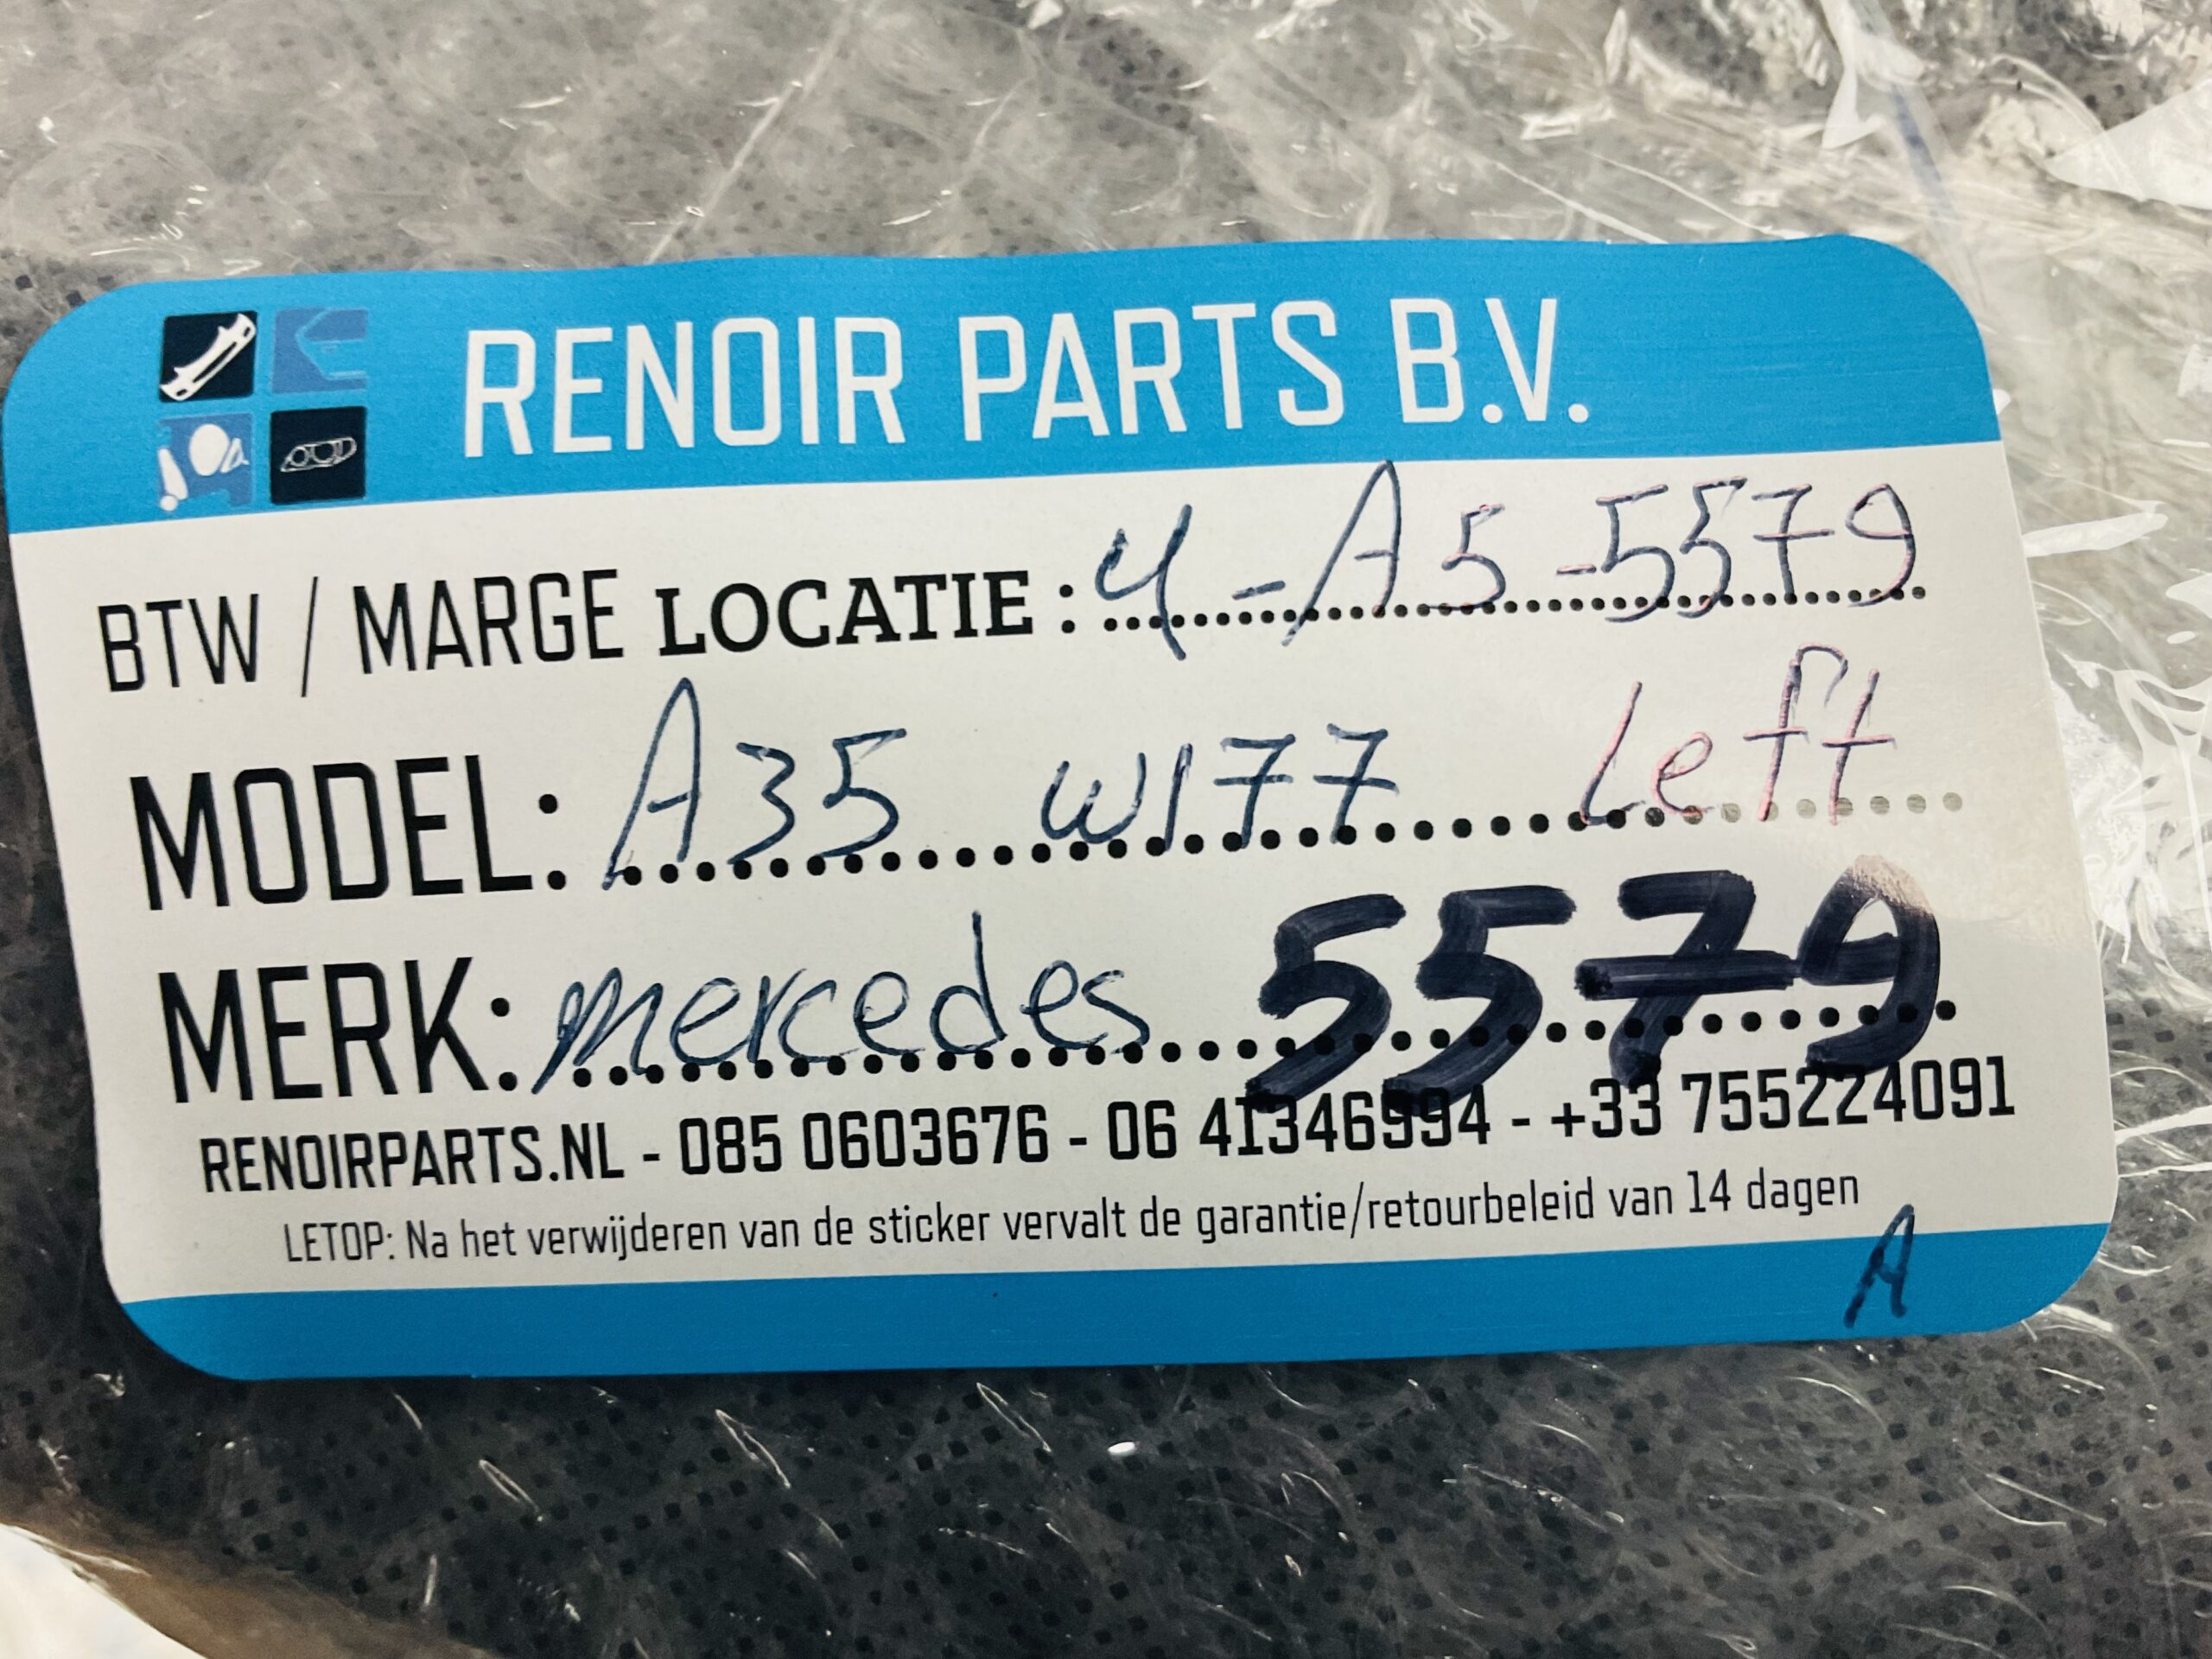 RENOIR PARTS B.V.
BTW / MARGE LOCATIE : 4-A5-5579
MODEL: A35 W177 Left
MERK: mercedes 5579
RENOIRPARTS.NL - 085 0603676 - 06 41346994 - +33 755224091
LETOP: Na het verwijderen van de sticker vervalt de garantie/retourbeleid van 14 dagen
A